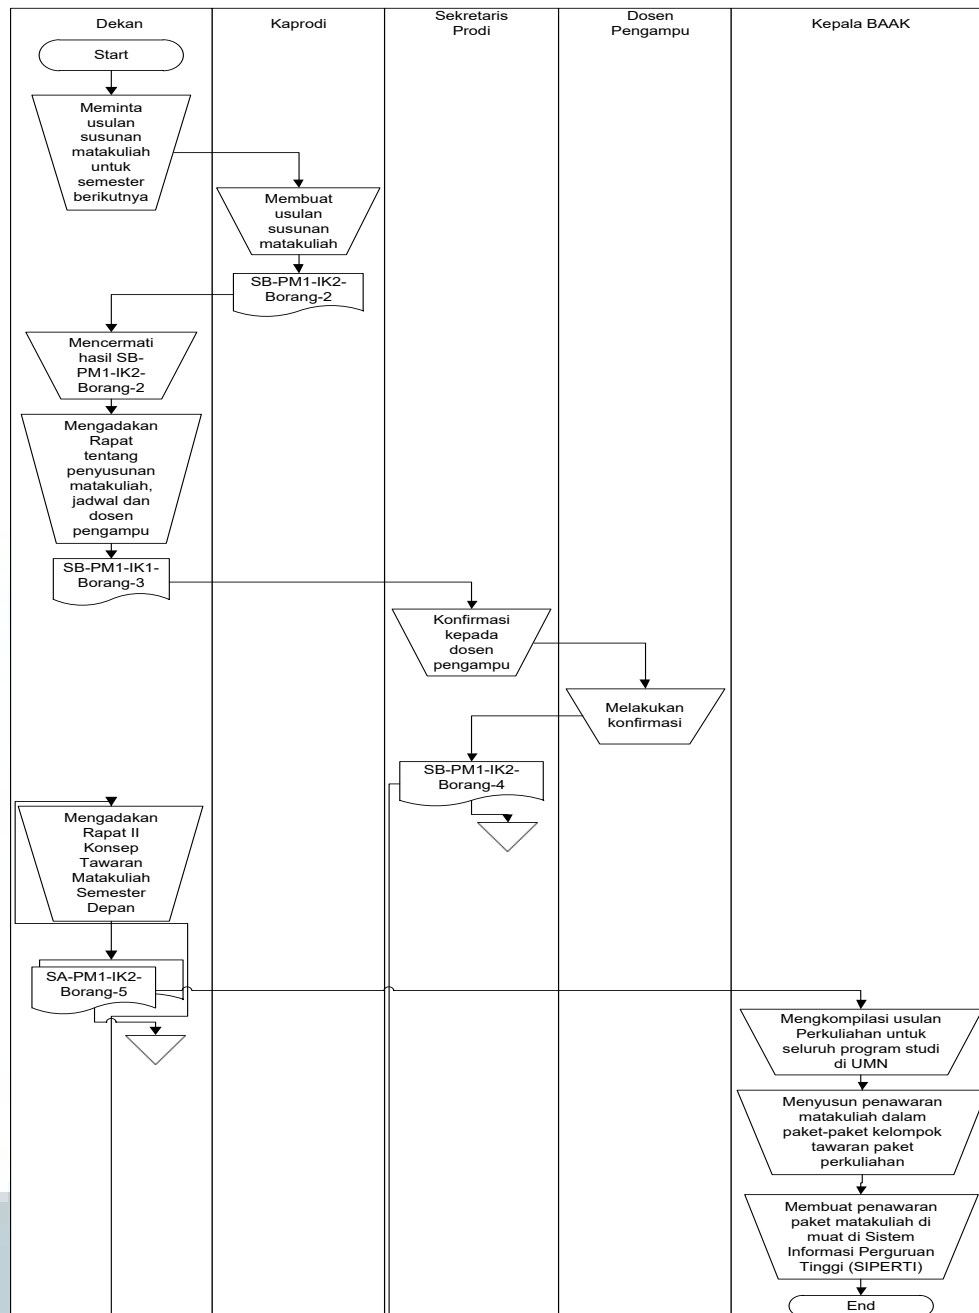 Dekan
Kaprodi
Sekretaris
Prodi
Dosen
Pengampu
Kepala BAAK
Start
Meminta
usulan
susunan
matakuliah
untuk
semester
berikutnya
Membuat
usulan
susunan
matakuliah
SB-PM1-IK2-
Borang-2
Mencermati
hasil SB-
PM1-IK2-
Borang-2
Mengadakan
Rapat
tentang
penyusunan
matakuliah,
jadwal dan
dosen
pengampu
SB-PM1-IK1-
Borang-3
Konfirmasi
kepada
dosen
pengampu
Melakukan
konfirmasi
SB-PM1-IK2-
Borang-4
Mengadakan
Rapat II
Konsep
Tawaran
Matakuliah
Semester
Depan
SA-PM1-IK2-
Borang-5
Mengkompilasi usulan
Perkuliahan untuk
seluruh program studi
di UMN
Menyusun penawaran
matakuliah dalam
paket-paket kelompok
tawaran paket
perkuliahan
Membuat penawaran
paket matakuliah di
muat di Sistem
Informasi Perguruan
Tinggi (SIPERTI)
End